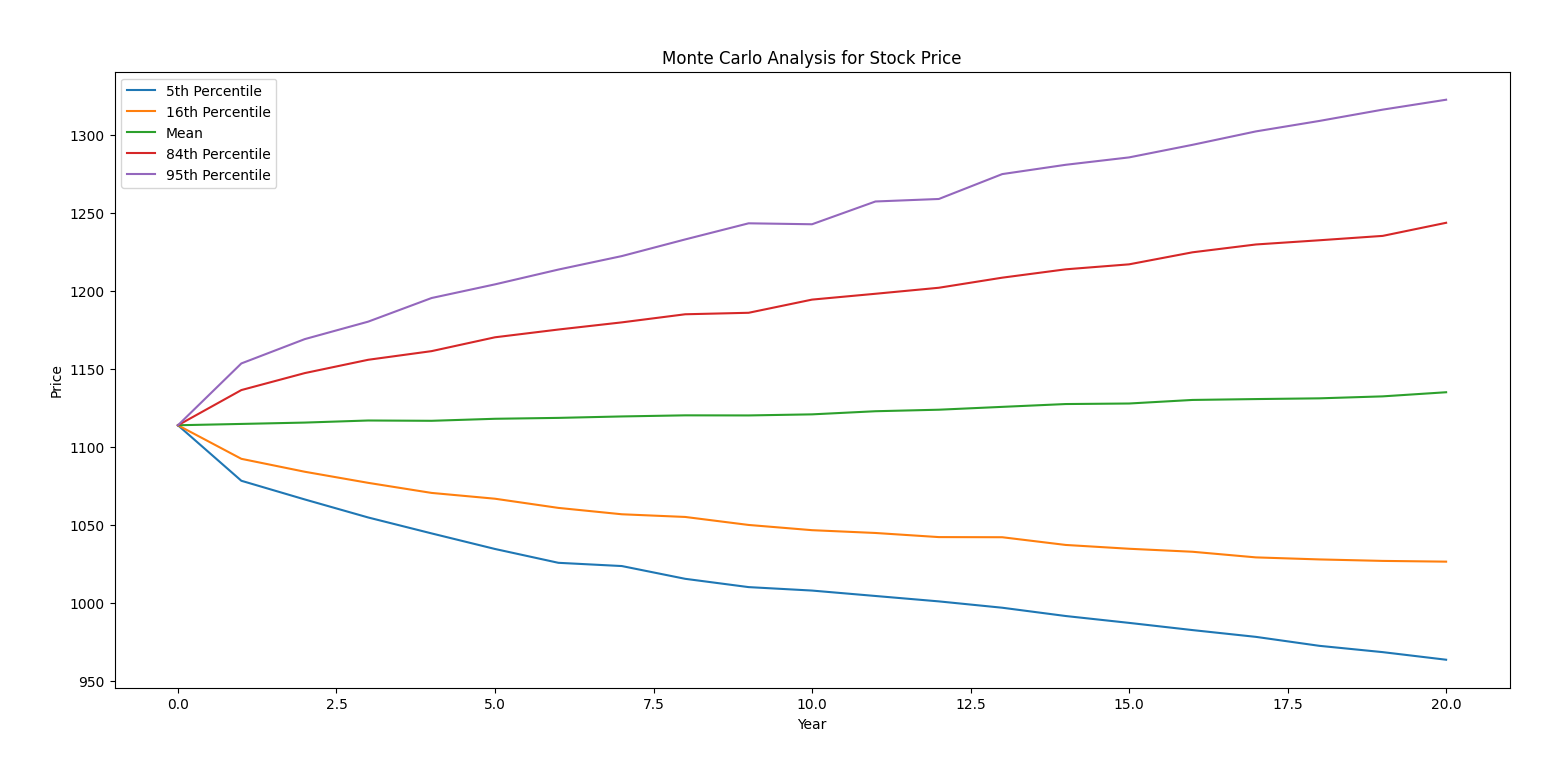 Monte Carlo Analysis for Stock Price
5th Percentile
16th Percentile
Mean
84th Percentile
95th Percentile
1300
1250
1200
1150
1100
1050
1000
950
Price
0.0 2.5 5.0 7.5 10.0 12.5 15.0 17.5 20.0
Year